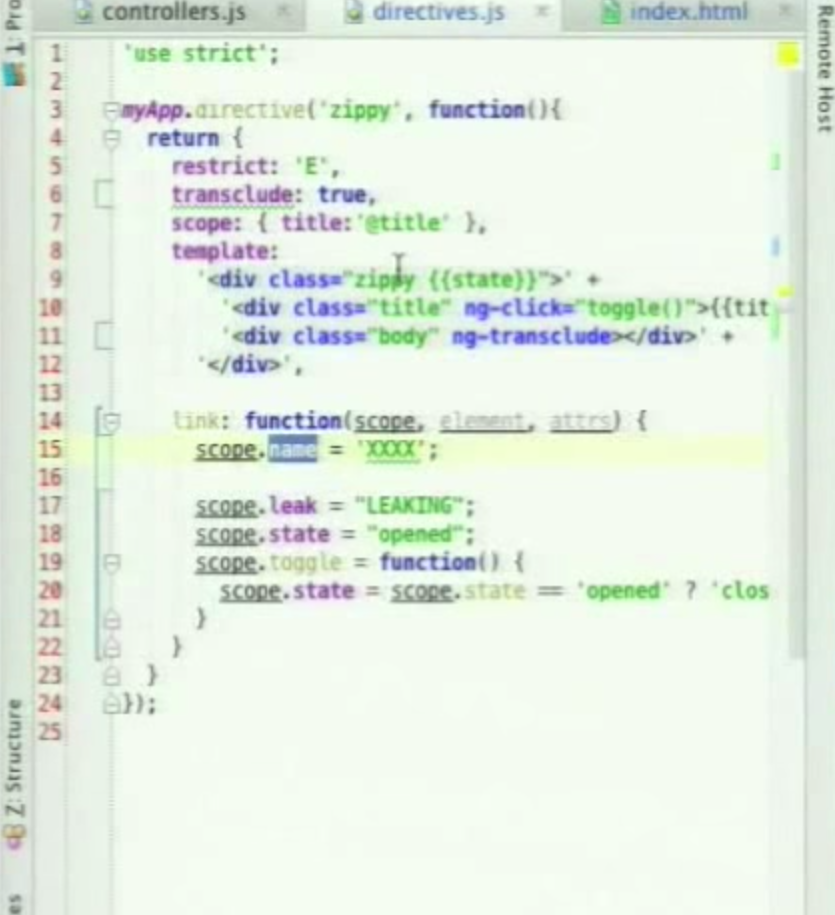 controllers.js
directives.js
index.html
Remote Host
1: Pro
1 'use strict';
2
3 myApp.directive('zippy', function(){
4 return {
5 restrict: 'E',
6 transclude: true,
7 scope: { title:'@title' },
8 template:
9 '<div class="zippy {{state}}">' +
10 '<div class="title" ng-click="toggle()">{{tit
11 '<div class="body" ng-transclude></div>' +
12 '</div>',
13
14 link: function(scope, element, attrs) {
15 scope.name = 'XXXX';
16
17 scope.leak = "LEAKING";
18 scope.state = "opened";
19 scope.toggle = function() {
20 scope.state = scope.state == 'opened' ? 'clos
21 }
22 }
23 }
24 });
25
Z: Structure
es